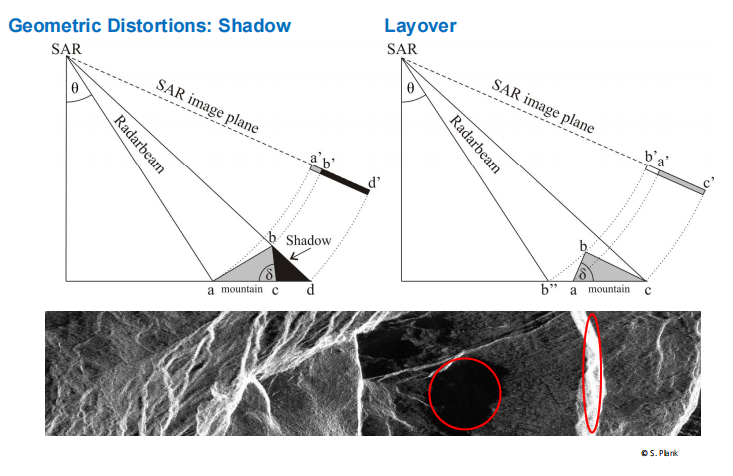 Geometric Distortions: Shadow
Layover
SAR
θ
Radarbeam
SAR image plane
a’
b’
d’
b
Shadow
δ
a
mountain
c
d
SAR
θ
Radarbeam
SAR image plane
b’
a’
c’
b
δ
b’’
a
mountain
c
© S. Plank